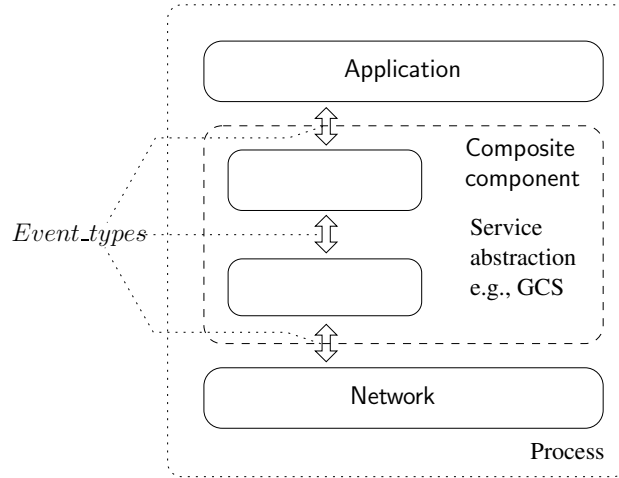 Application
Composite
component
Event_types
Service
abstraction
e.g., GCS
Network
Process